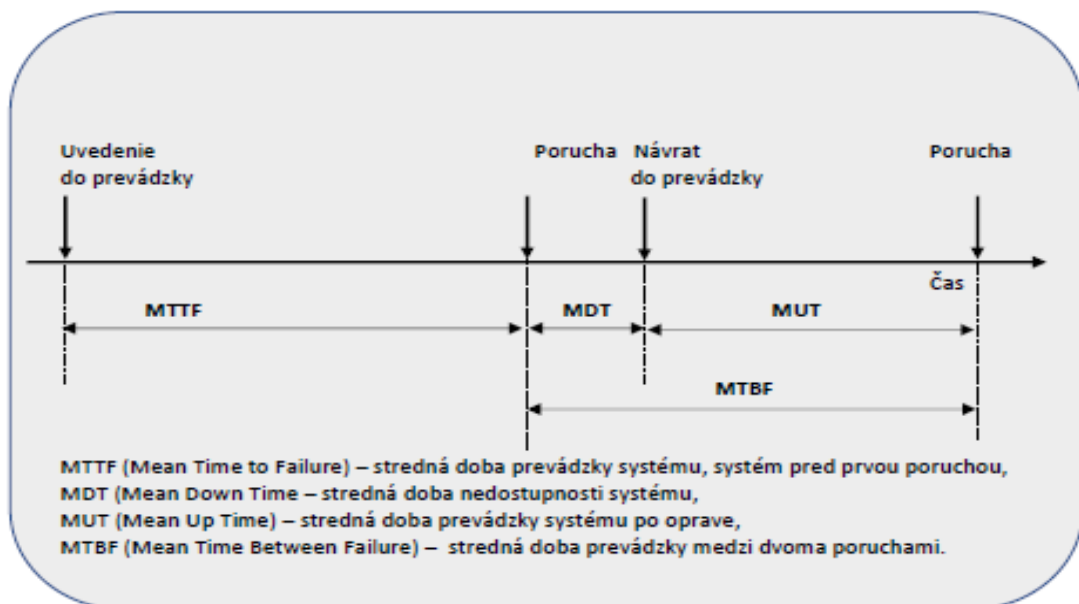 Uvedenie
do prevádzky
Porucha
Návrat
do prevádzky
Porucha
Čas
MTTF
MDT
MUT
MTBF
MTTF (Mean Time to Failure) – stredná doba prevádzky systému, systém pred prvou poruchou,
MDT (Mean Down Time – stredná doba nedostupnosti systému,
MUT (Mean Up Time) – stredná doba prevádzky systému po oprave,
MTBF (Mean Time Between Failure) – stredná doba prevádzky medzi dvoma poruchami.